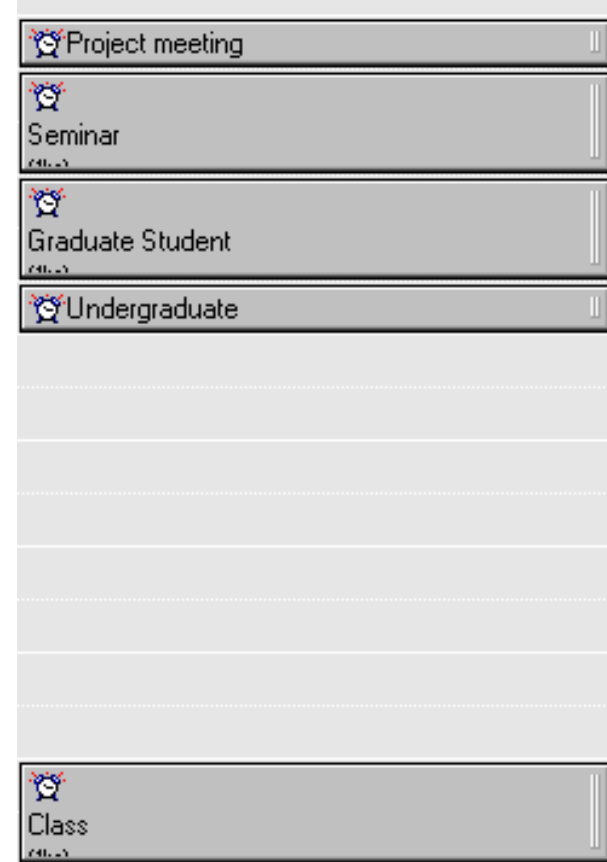 Project meeting
Seminar
Graduate Student
Undergraduate
Class